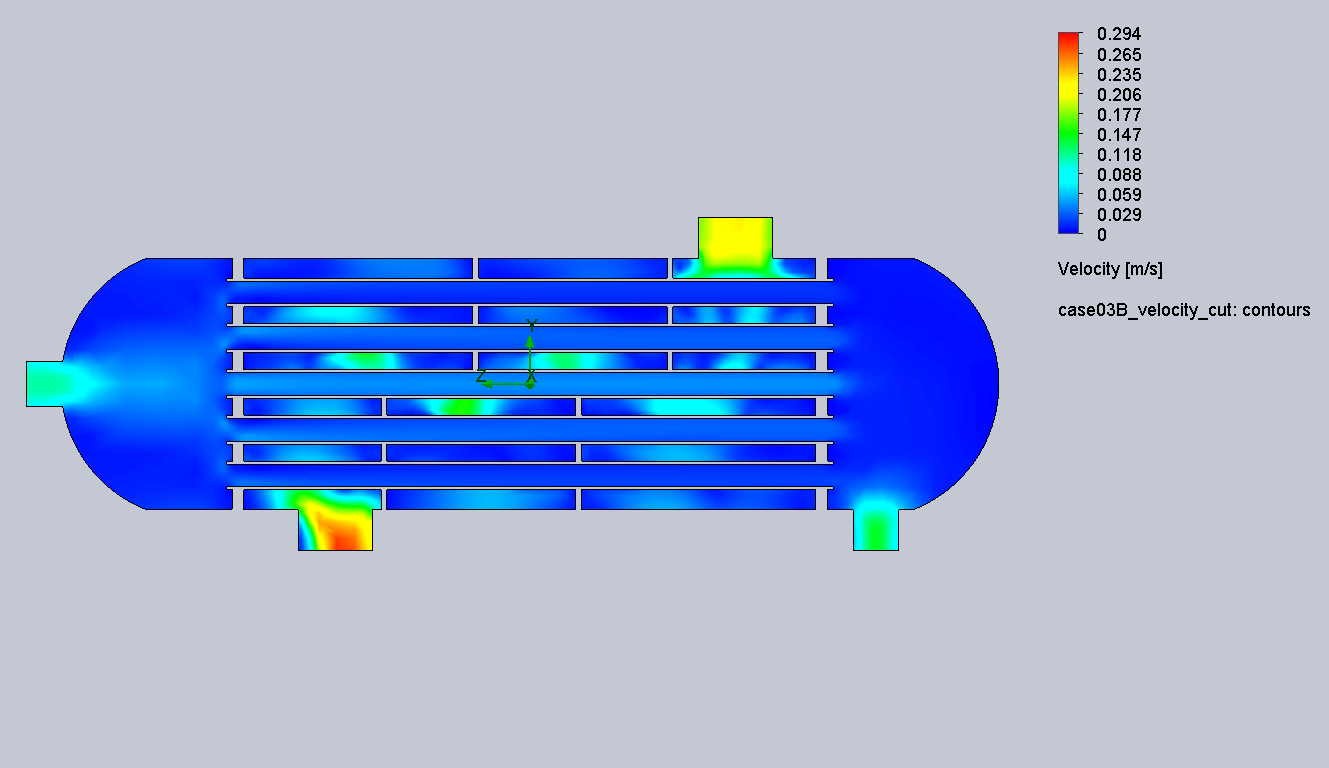 0.294
0.265
0.235
0.206
0.177
0.147
0.118
0.088
0.059
0.029
0
Velocity [m/s]
case03B_velocity_cut: contours
Y
Z
X